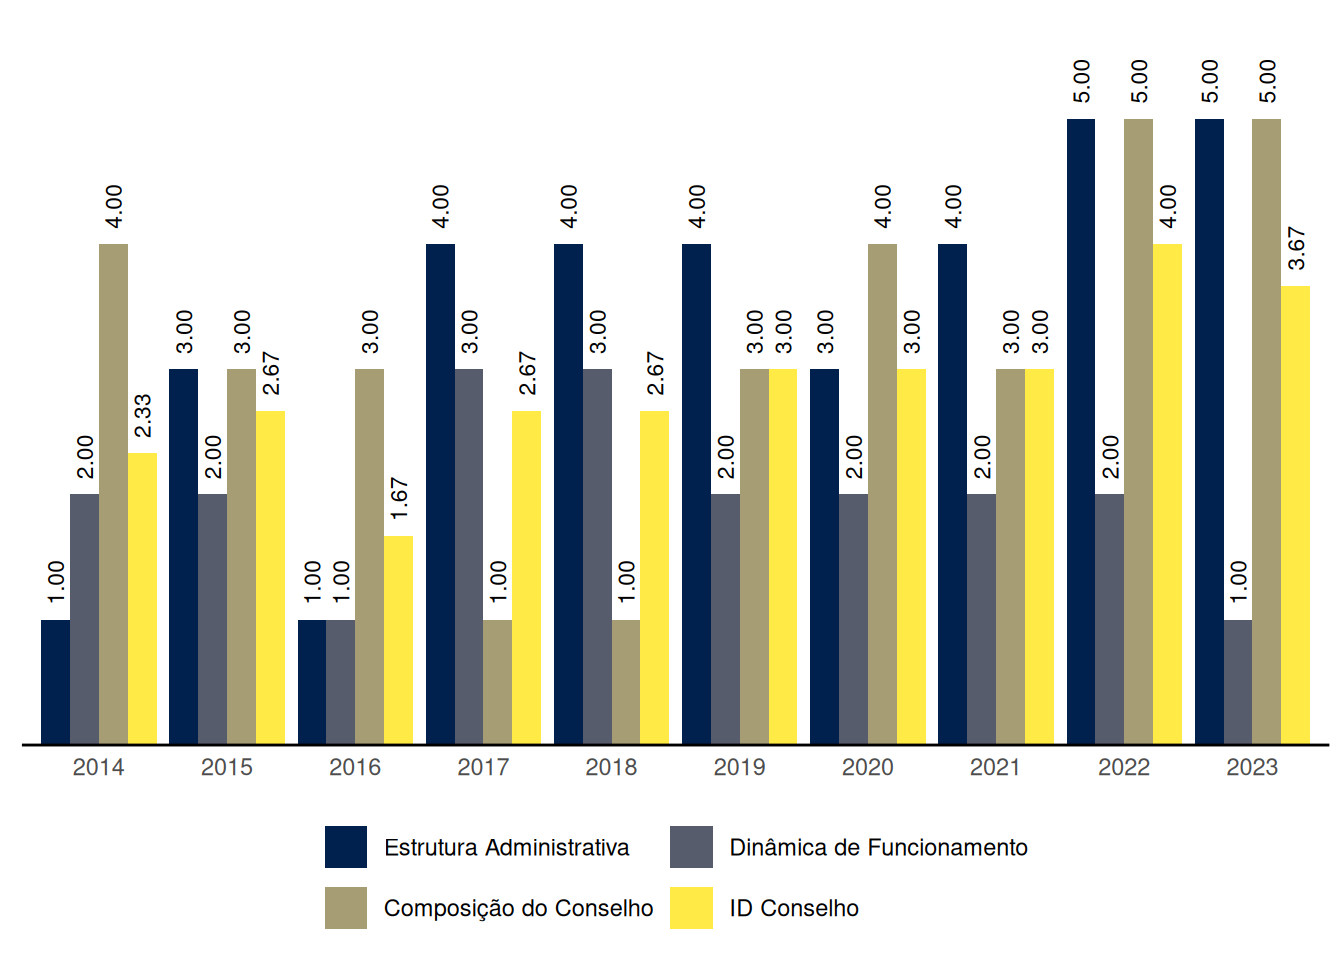 1.00 2.00 4.00 2.33
3.00 2.00 3.00 2.67
1.00 1.00 3.00 1.67
4.00 3.00 1.00 2.67
4.00 3.00 1.00 2.67
4.00 2.00 3.00 3.00
3.00 2.00 4.00 3.00
4.00 2.00 3.00 3.00
5.00 2.00 5.00 4.00
5.00 1.00 5.00 3.67
2014 2015 2016 2017 2018 2019 2020 2021 2022 2023
Estrutura Administrativa Dinâmica de Funcionamento
Composição do Conselho ID Conselho